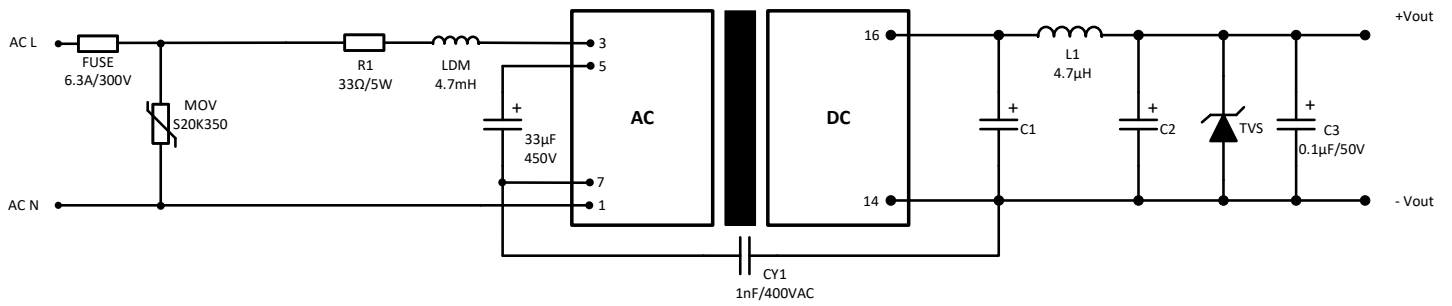 +Vout
AC L
FUSE
6.3A/300V
R1
33Ω/5W
LDM
4.7mH
3
5
16
L1
4.7µH
MOV
S20K350
+
33µF
450V
AC
DC
+
C1
+
C2
TVS
+
C3
0.1µF/50V
7
1
14
AC N
- Vout
CY1
1nF/400VAC